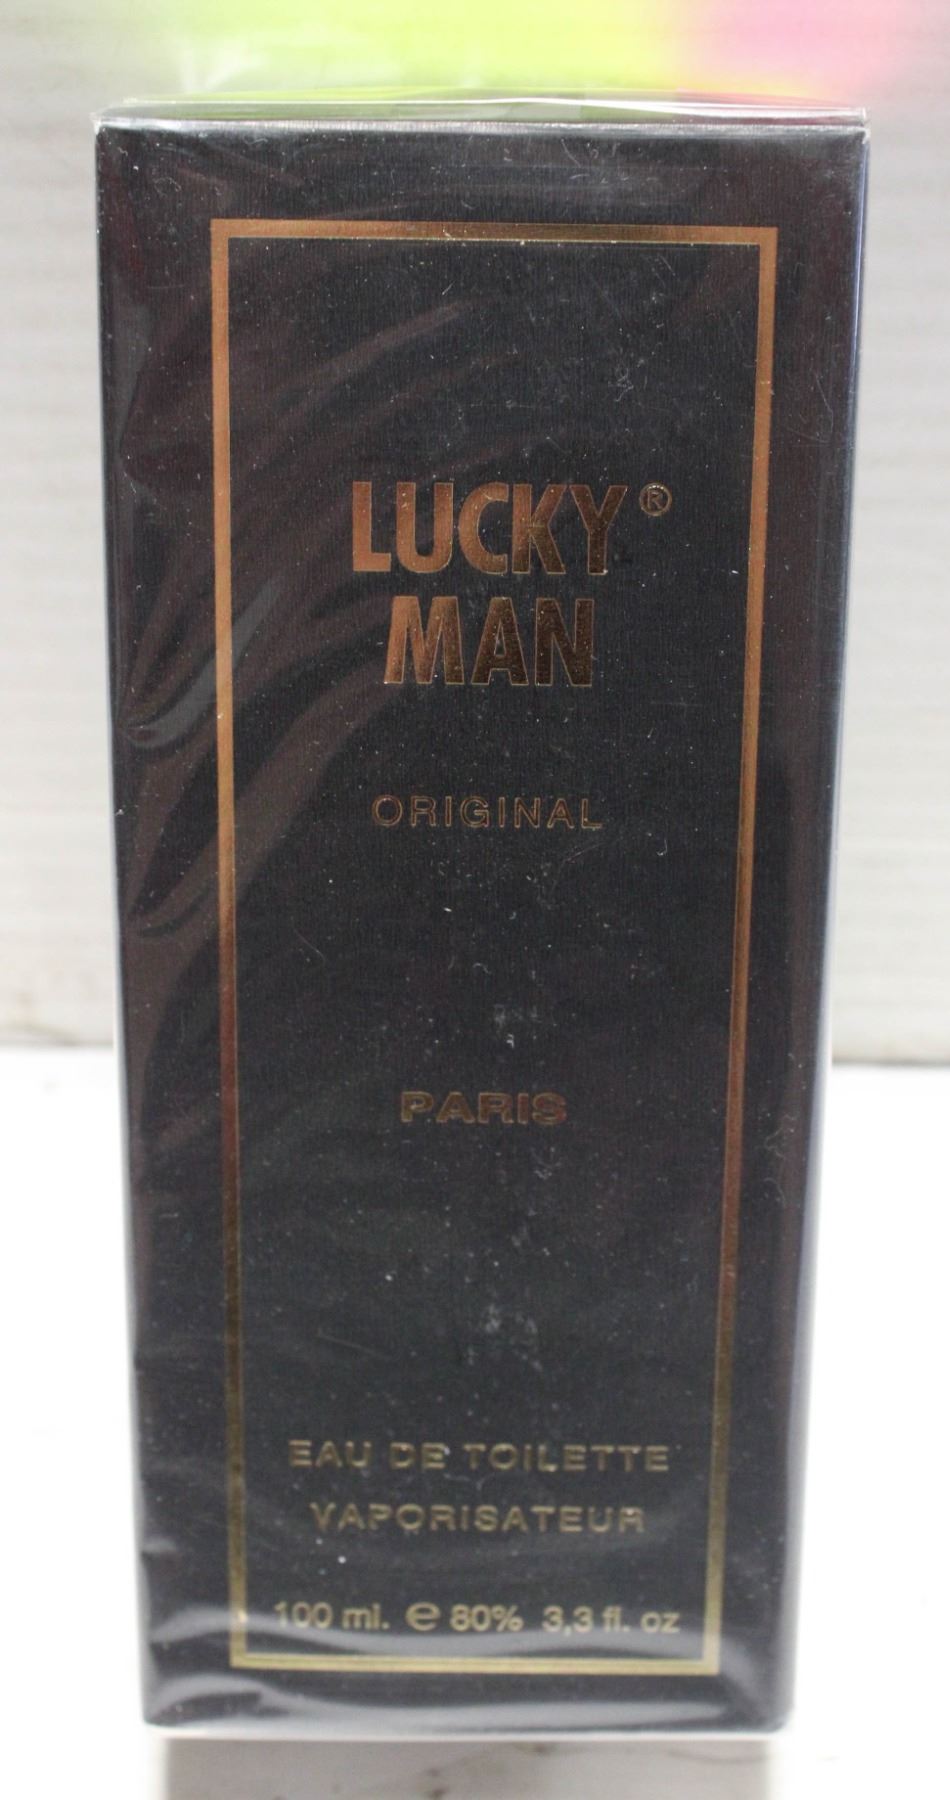 LUCKY®
MAN
ORIGINAL
PARIS
EAU DE TOILETTE
VAPORISATEUR
100 ml. ℮ 80% 3,3 fl. oz